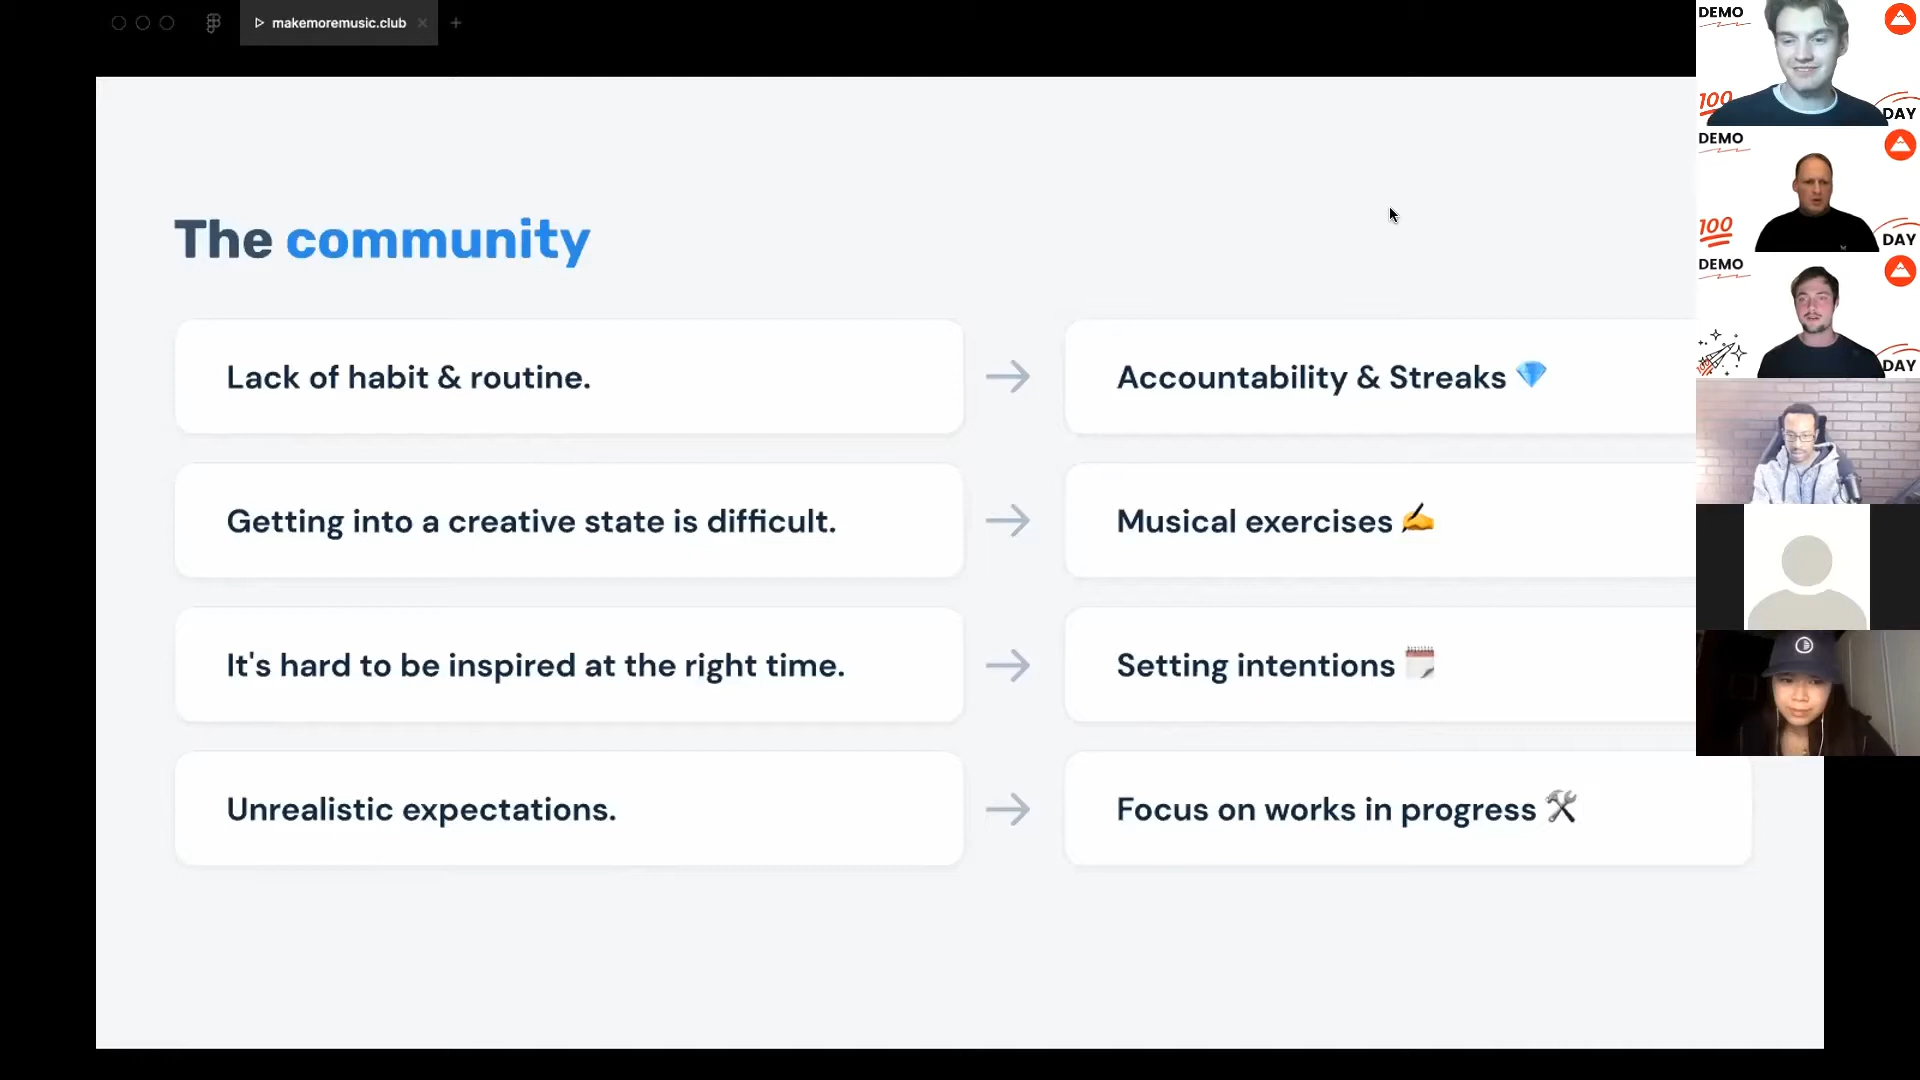 makemoremusic.club
The community
Lack of habit & routine.
Accountability & Streaks
Getting into a creative state is difficult.
Musical exercises
It's hard to be inspired at the right time.
Setting intentions
Unrealistic expectations.
Focus on works in progress
DEMO
100
DAY
DEMO
100
DAY
DEMO
DAY